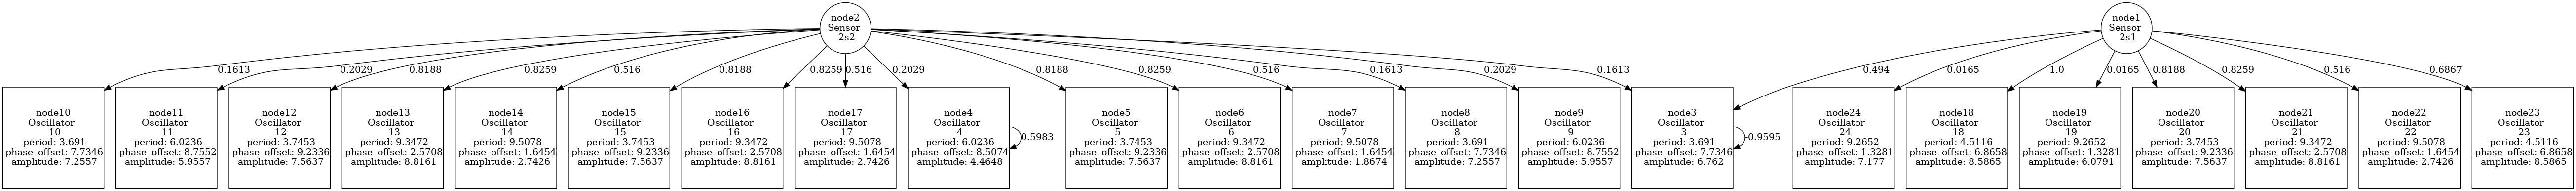 node2
Sensor
2s2
node1
Sensor
2s1
0.1613
0.2029
-0.8188
-0.8259
0.516
-0.8188
-0.8259
0.516
0.2029
-0.8188
-0.8259
0.516
0.1613
0.2029
0.1613
-0.494
0.0165
-1.0
0.0165
-0.8188
-0.8259
0.516
-0.6867
node10
Oscillator
10
period: 3.691
phase_offset: 7.7346
amplitude: 7.2557
node11
Oscillator
11
period: 6.0236
phase_offset: 8.7552
amplitude: 5.9557
node12
Oscillator
12
period: 3.7453
phase_offset: 9.2336
amplitude: 7.5637
node13
Oscillator
13
period: 9.3472
phase_offset: 2.5708
amplitude: 8.8161
node14
Oscillator
14
period: 9.5078
phase_offset: 1.6454
amplitude: 2.7426
node15
Oscillator
15
period: 3.7453
phase_offset: 9.2336
amplitude: 7.5637
node16
Oscillator
16
period: 9.3472
phase_offset: 2.5708
amplitude: 8.8161
node17
Oscillator
17
period: 9.5078
phase_offset: 1.6454
amplitude: 2.7426
node4
Oscillator
4
period: 6.0236
phase_offset: 8.5074
amplitude: 4.4648
0.5983
node5
Oscillator
5
period: 3.7453
phase_offset: 9.2336
amplitude: 7.5637
node6
Oscillator
6
period: 9.3472
phase_offset: 2.5708
amplitude: 8.8161
node7
Oscillator
7
period: 9.5078
phase_offset: 1.6454
amplitude: 1.8674
node8
Oscillator
8
period: 3.691
phase_offset: 7.7346
amplitude: 7.2557
node9
Oscillator
9
period: 6.0236
phase_offset: 8.7552
amplitude: 5.9557
node3
Oscillator
3
period: 3.691
phase_offset: 7.7346
amplitude: 6.762
-0.9595
node24
Oscillator
24
period: 9.2652
phase_offset: 1.3281
amplitude: 7.177
node18
Oscillator
18
period: 4.5116
phase_offset: 6.8658
amplitude: 8.5865
node19
Oscillator
19
period: 9.2652
phase_offset: 1.3281
amplitude: 6.0791
node20
Oscillator
20
period: 3.7453
phase_offset: 9.2336
amplitude: 7.5637
node21
Oscillator
21
period: 9.3472
phase_offset: 2.5708
amplitude: 8.8161
node22
Oscillator
22
period: 9.5078
phase_offset: 1.6454
amplitude: 2.7426
node23
Oscillator
23
period: 4.5116
phase_offset: 6.8658
amplitude: 8.5865